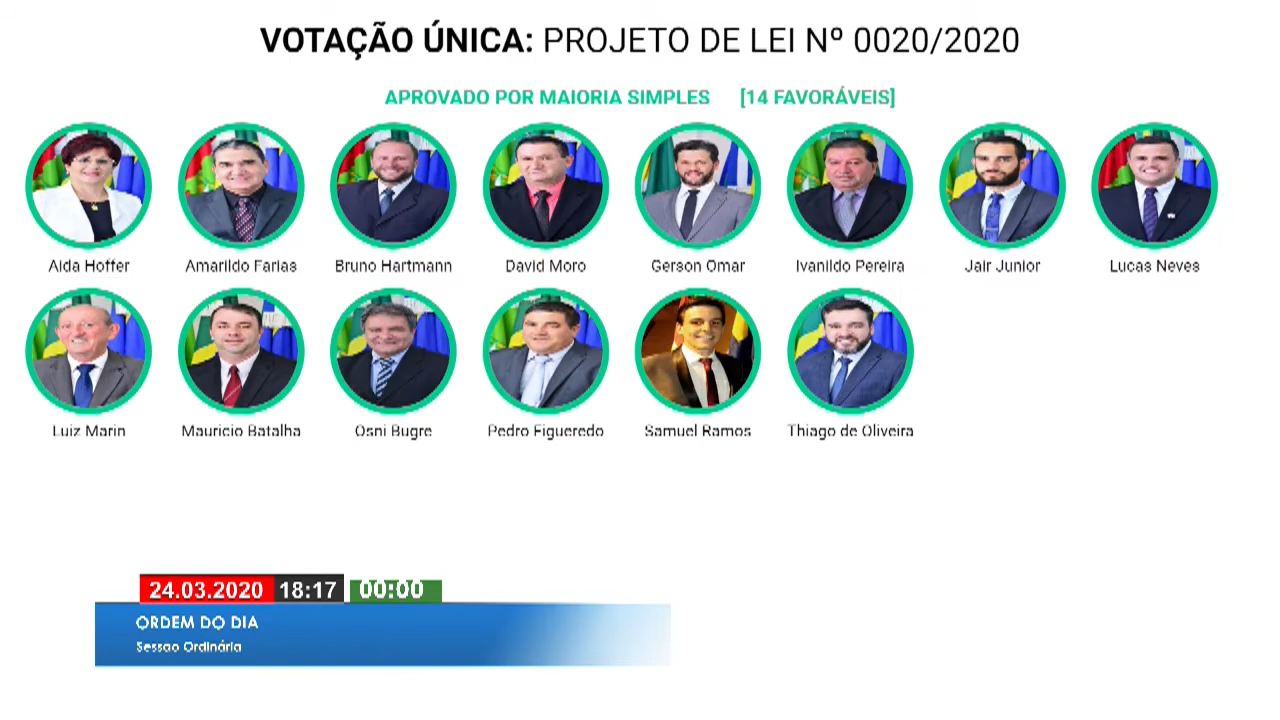 VOTAÇÃO ÚNICA: PROJETO DE LEI Nº 0020/2020
APROVADO POR MAIORIA SIMPLES [14 FAVORÁVEIS]
Aida Hoffer Amarildo Farias Bruno Hartmann David Moro Gerson Omar Ivanildo Pereira Jair Junior Lucas Neves
Luiz Marin Mauricio Batalha Osni Bugre Pedro Figueredo Samuel Ramos Thiago de Oliveira
24.03.2020 18:17 00:00
ORDEM DO DIA
Sessao Ordinária